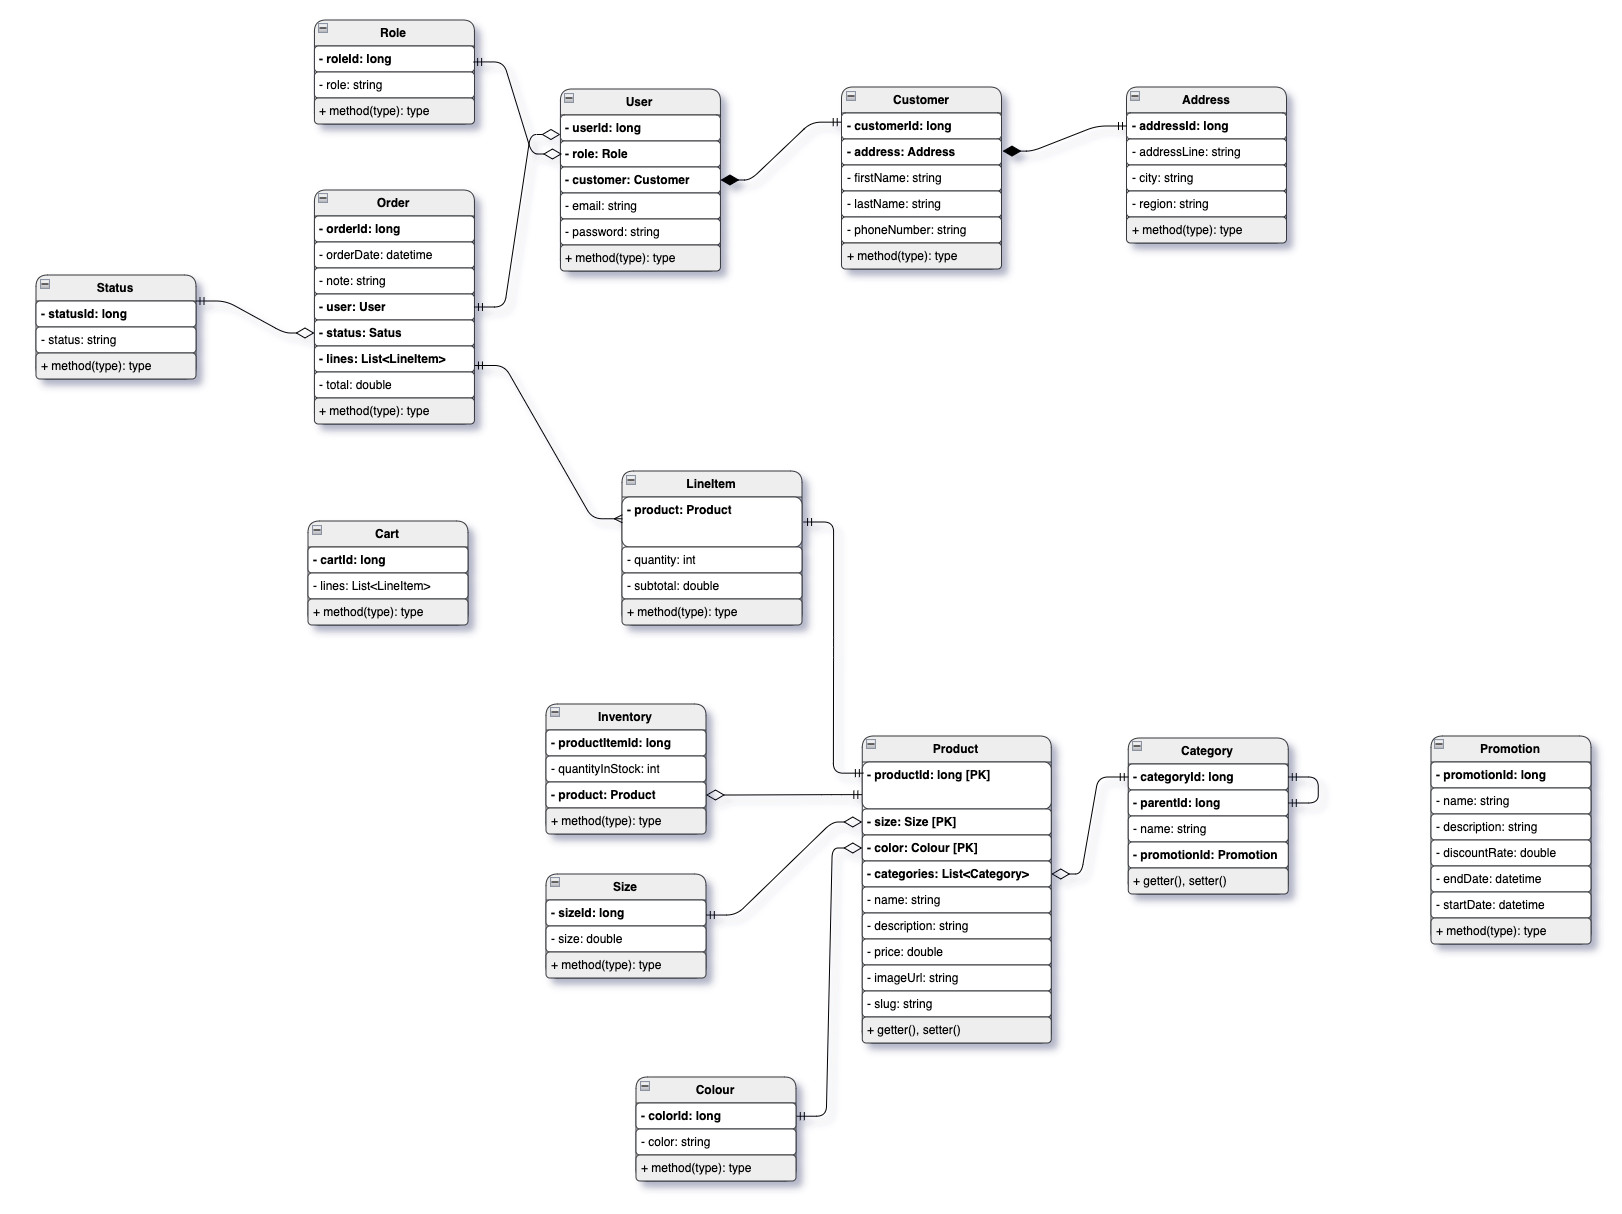 Role
- roleId: long
- role: string
+ method(type): type
User
- userId: long
- role: Role
- customer: Customer
- email: string
- password: string
+ method(type): type
Customer
- customerId: long
- address: Address
- firstName: string
- lastName: string
- phoneNumber: string
+ method(type): type
Address
- addressId: long
- addressLine: string
- city: string
- region: string
+ method(type): type
Order
- orderId: long
- orderDate: datetime
- note: string
- user: User
- status: Satus
- lines: List<LineItem>
- total: double
+ method(type): type
Status
- statusId: long
- status: string
+ method(type): type
LineItem
- product: Product
- quantity: int
- subtotal: double
+ method(type): type
Cart
- cartId: long
- lines: List<LineItem>
+ method(type): type
Inventory
- productItemId: long
- quantityInStock: int
- product: Product
+ method(type): type
Product
- productId: long [PK]
- size: Size [PK]
- color: Colour [PK]
- categories: List<Category>
- name: string
- description: string
- price: double
- imageUrl: string
- slug: string
+ getter(), setter()
Category
- categoryId: long
- parentId: long
- name: string
- promotionId: Promotion
+ getter(), setter()
Promotion
- promotionId: long
- name: string
- description: string
- discountRate: double
- endDate: datetime
- startDate: datetime
+ method(type): type
Size
- sizeId: long
- size: double
+ method(type): type
Colour
- colorId: long
- color: string
+ method(type): type